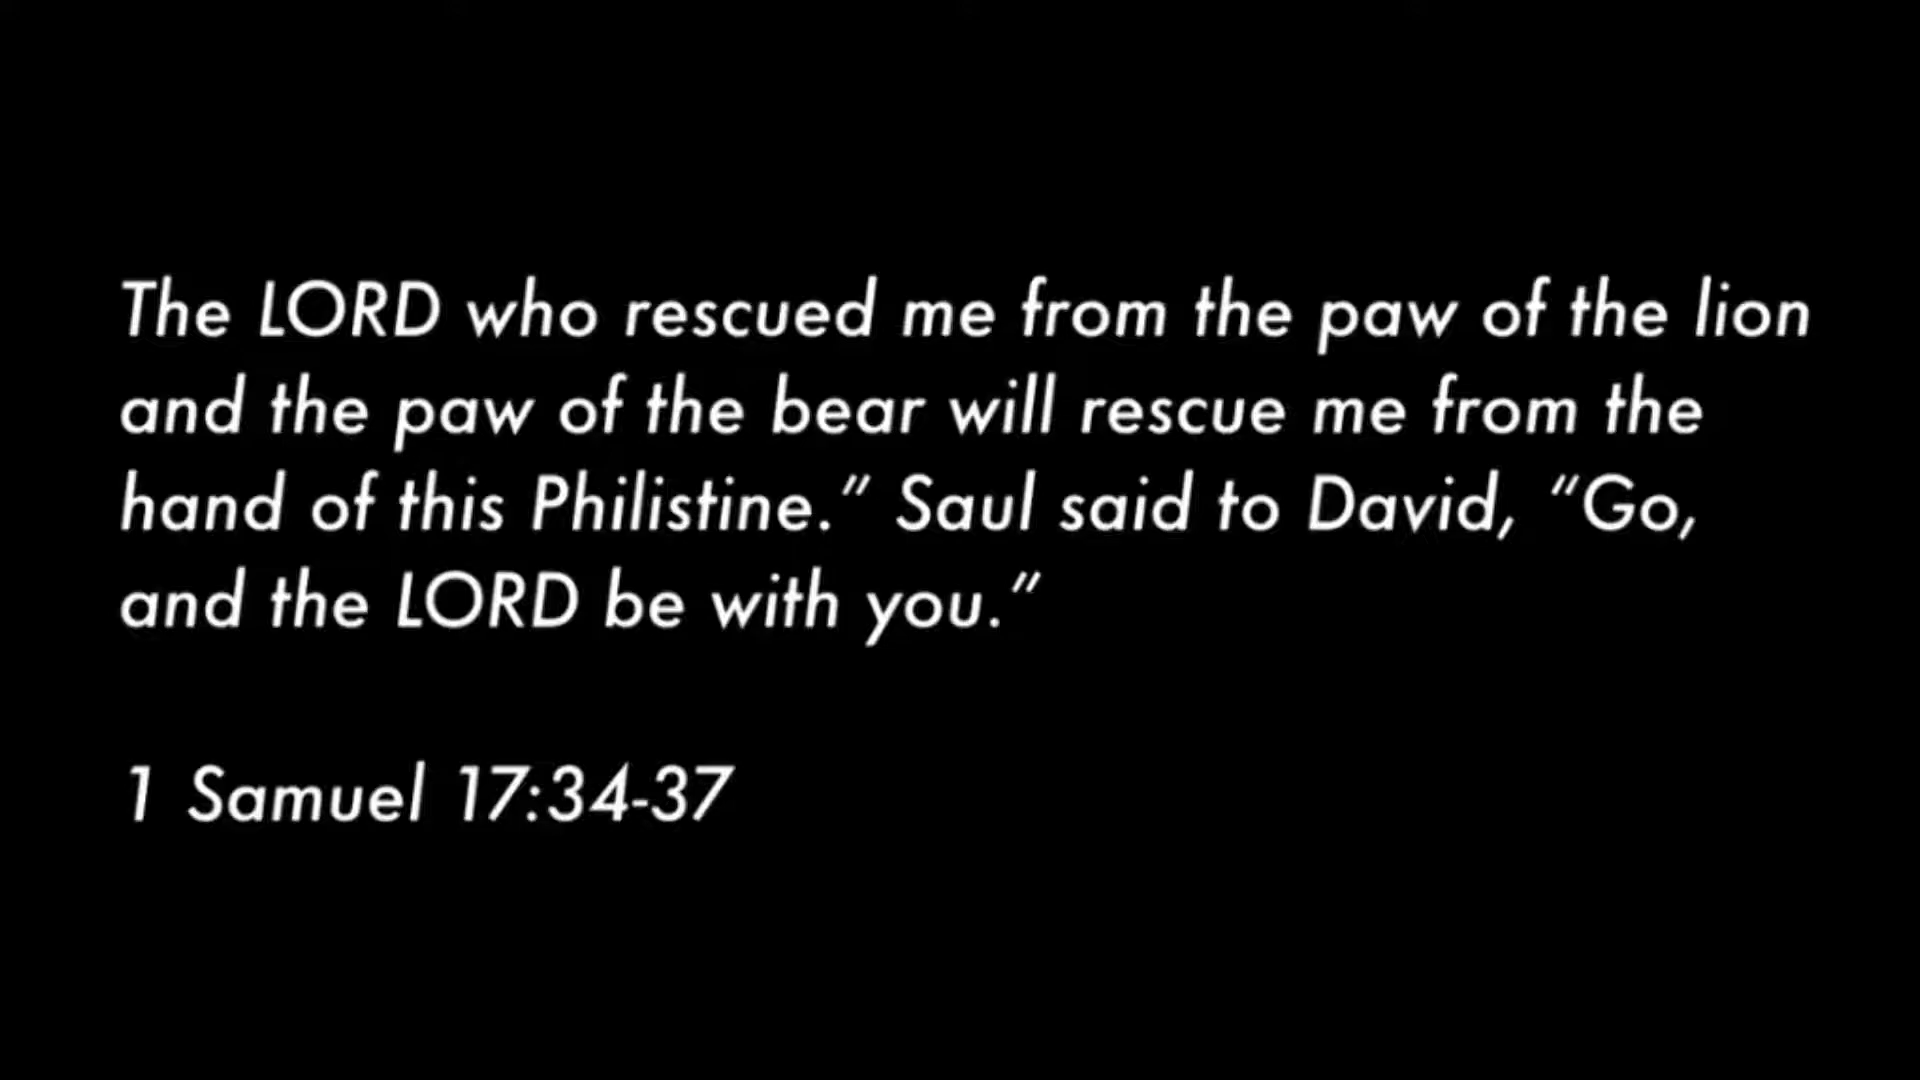 The LORD who rescued me from the paw of the lion
and the paw of the bear will rescue me from the
hand of this Philistine.” Saul said to David, “Go,
and the LORD be with you.”
1 Samuel 17:34-37